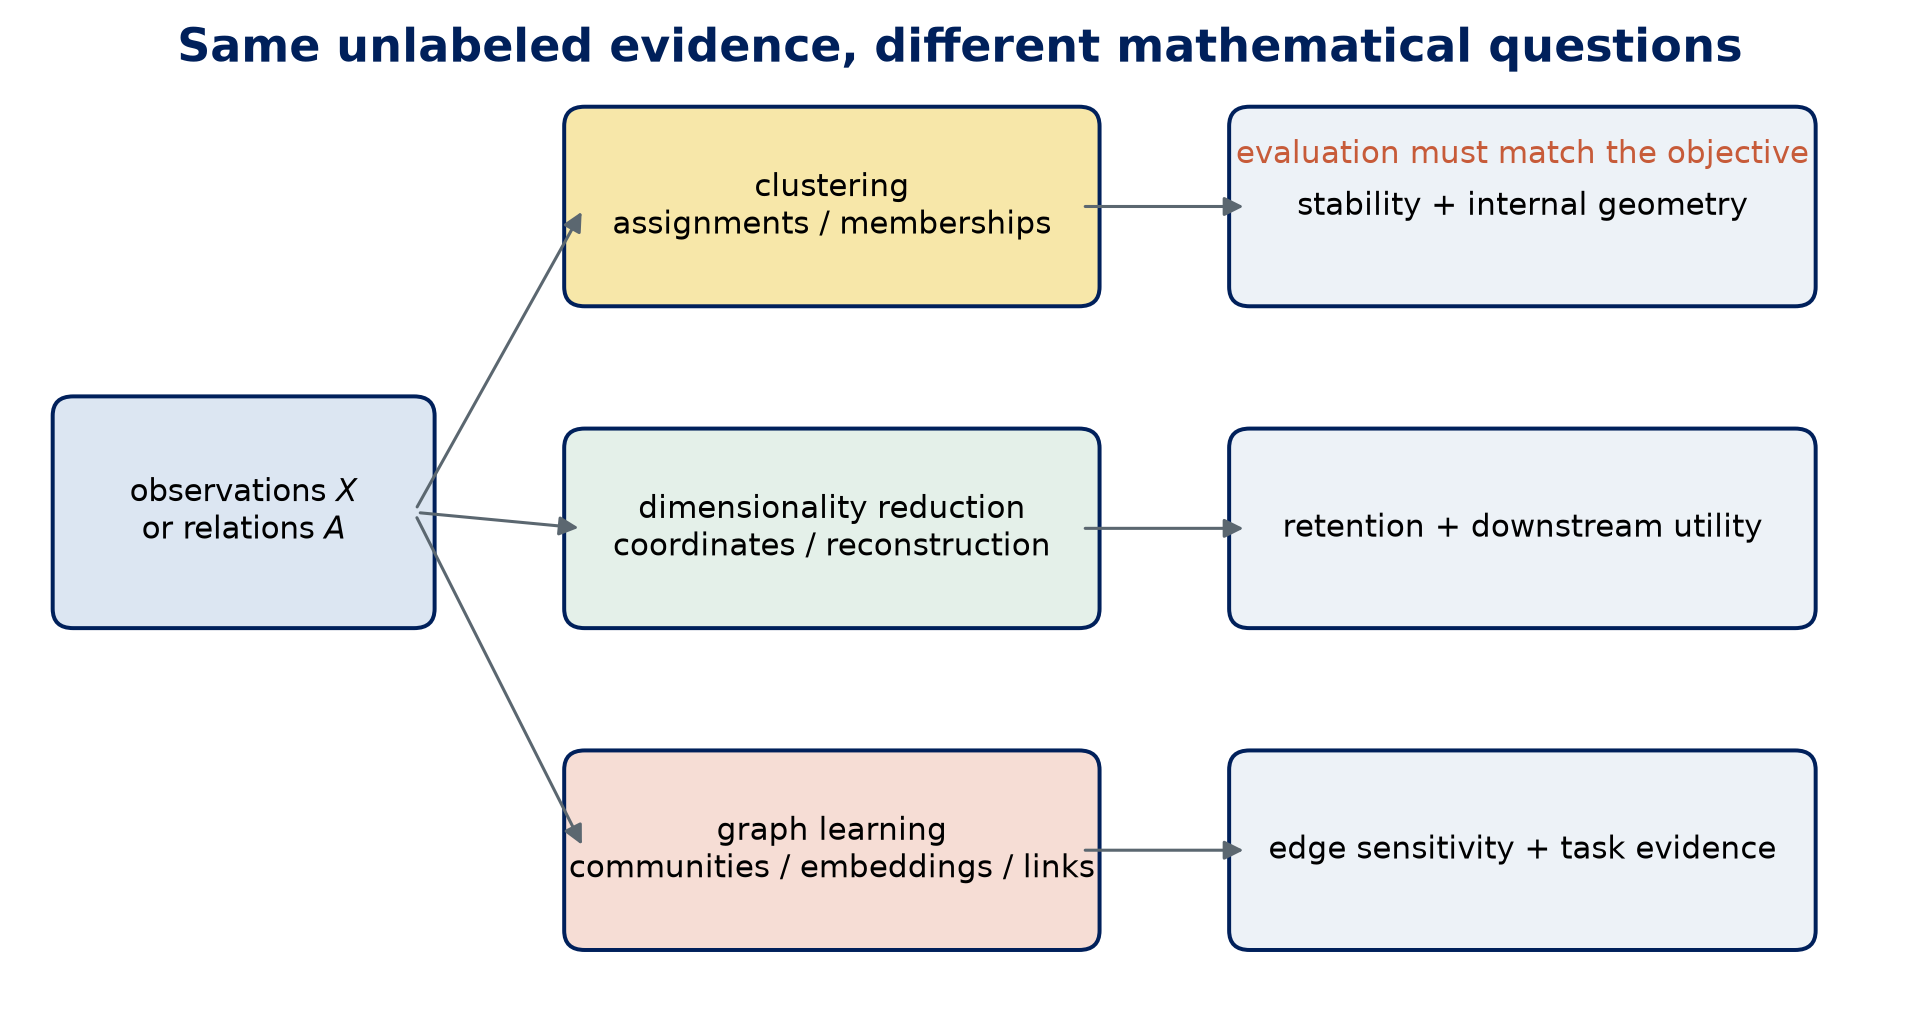 Same unlabeled evidence, different mathematical questions
observations X
or relations A
clustering
assignments / memberships
evaluation must match the objective
stability + internal geometry
dimensionality reduction
coordinates / reconstruction
retention + downstream utility
graph learning
communities / embeddings / links
edge sensitivity + task evidence